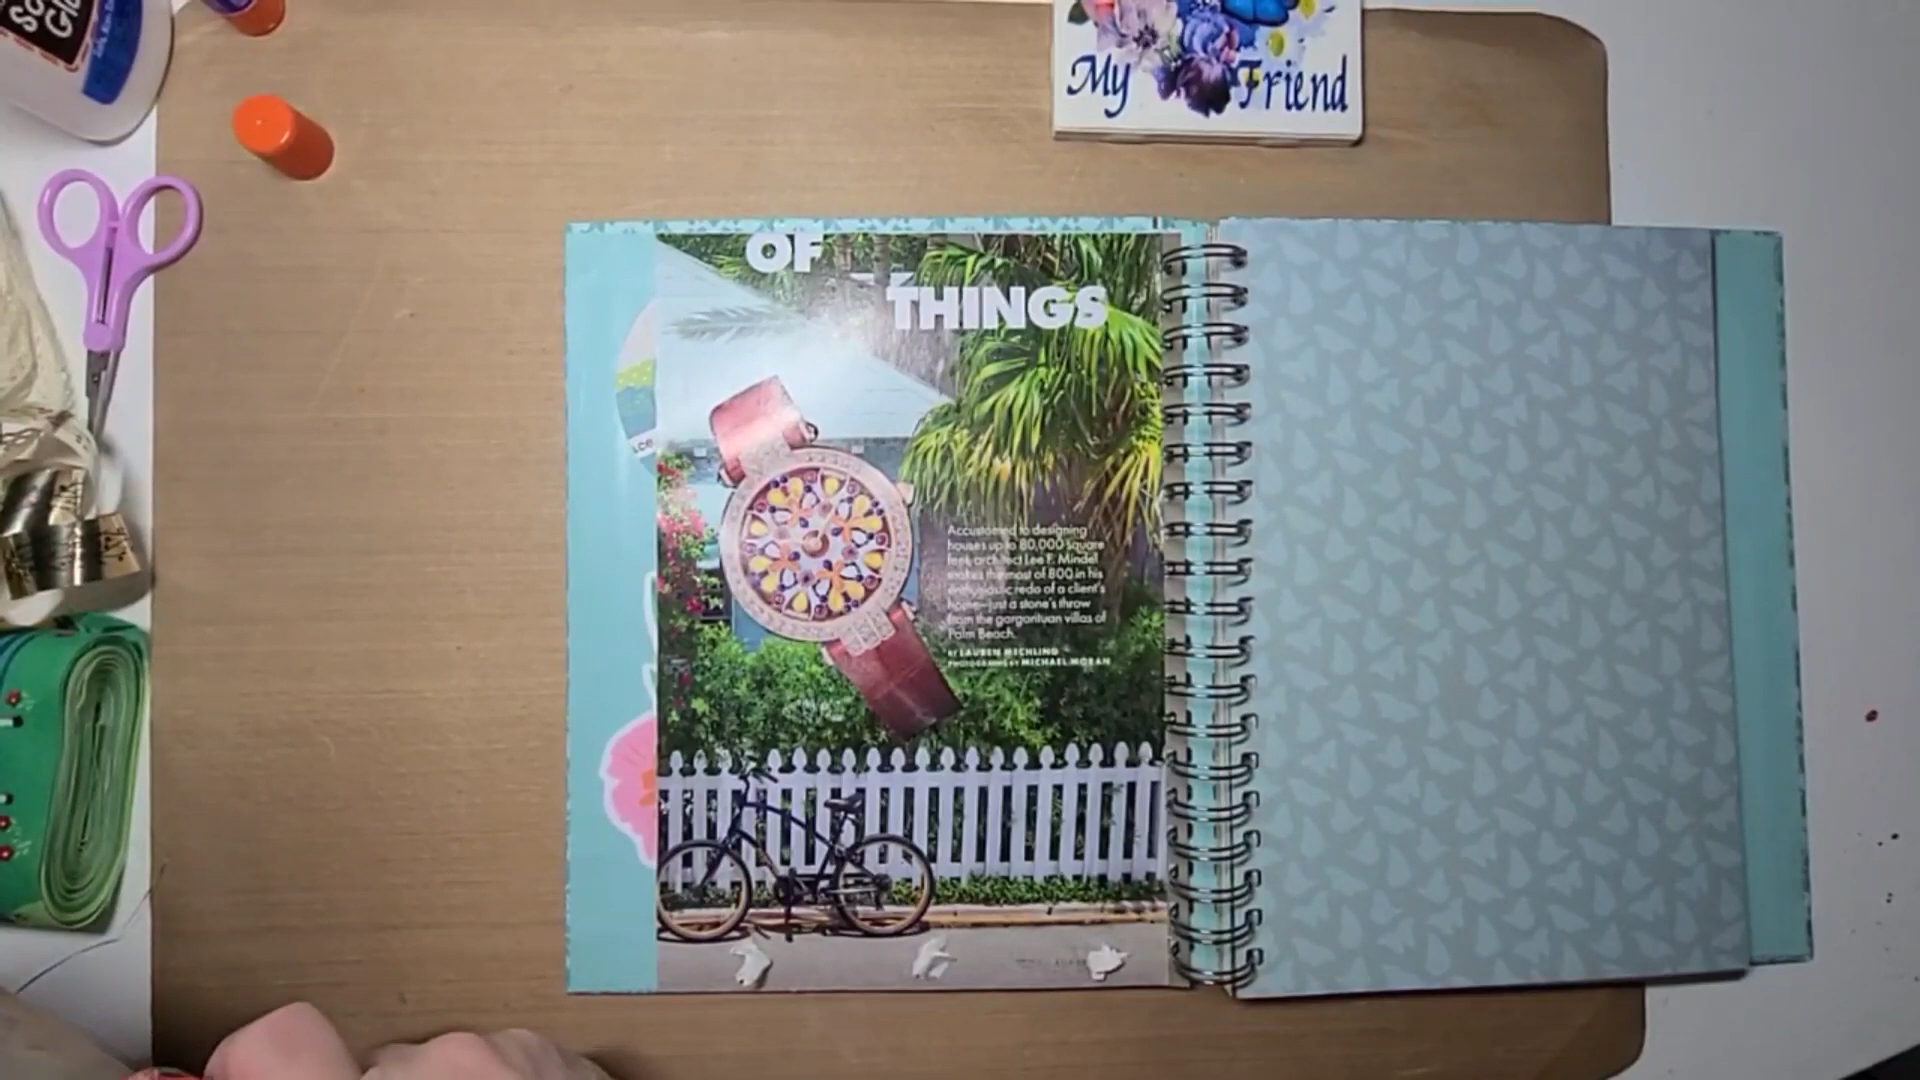 My Friend
OF
THINGS
Accustomed to designing
houses up to 80,000 square
feet, architect Lee F. Mindel
makes the most of 800 in his
enthusiastic redo of a client's
home—just a stone's throw
from the gargantuan villas of
Palm Beach.
BY LAUREN MECHLING
PHOTOGRAPHS BY MICHAEL MORAN